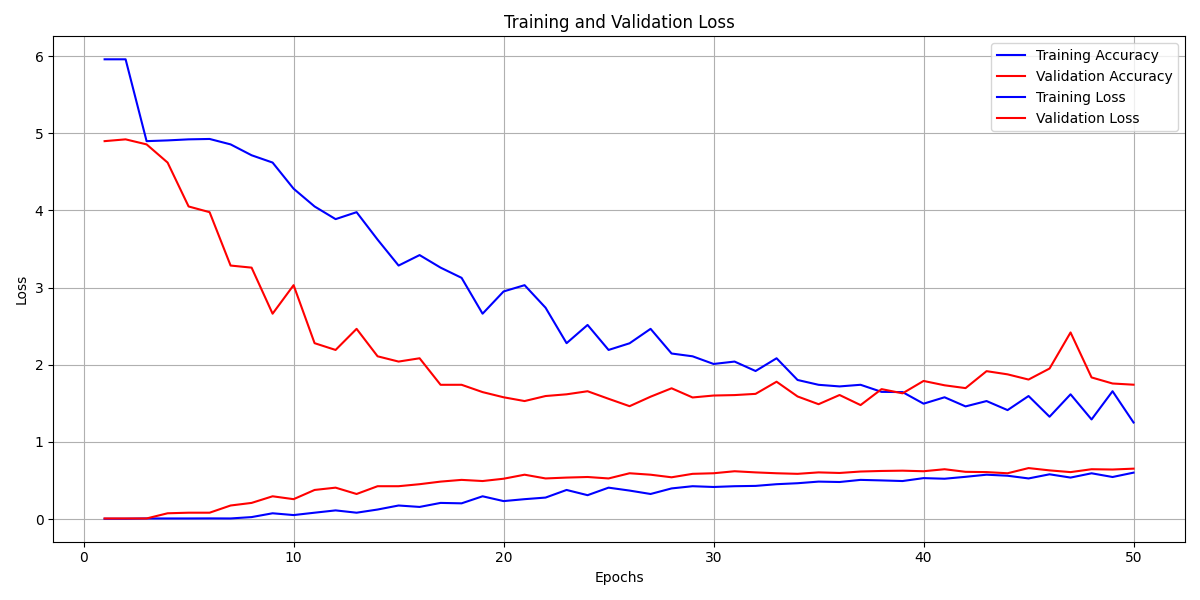 Training and Validation Loss
Training Accuracy
Validation Accuracy
Training Loss
Validation Loss
Loss
6
5
4
3
2
1
0
0 10 20 30 40 50
Epochs